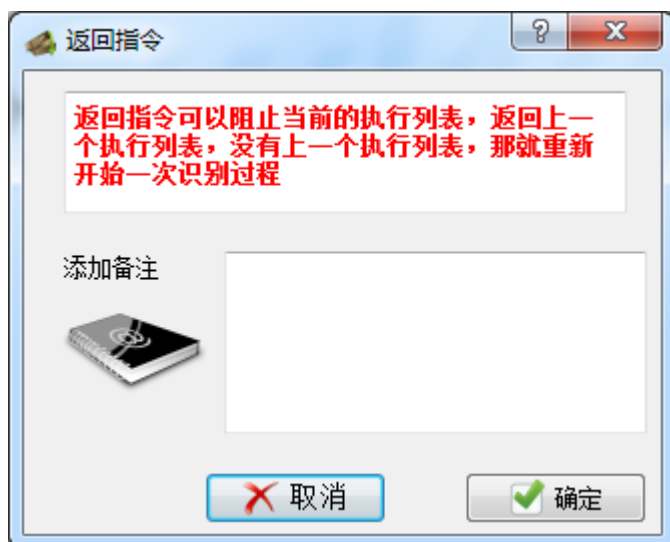 返回指令
返回指令可以阻止当前的执行列表，返回上一
个执行列表，没有上一个执行列表，那就重新
开始一次识别过程
添加备注
取消
确定